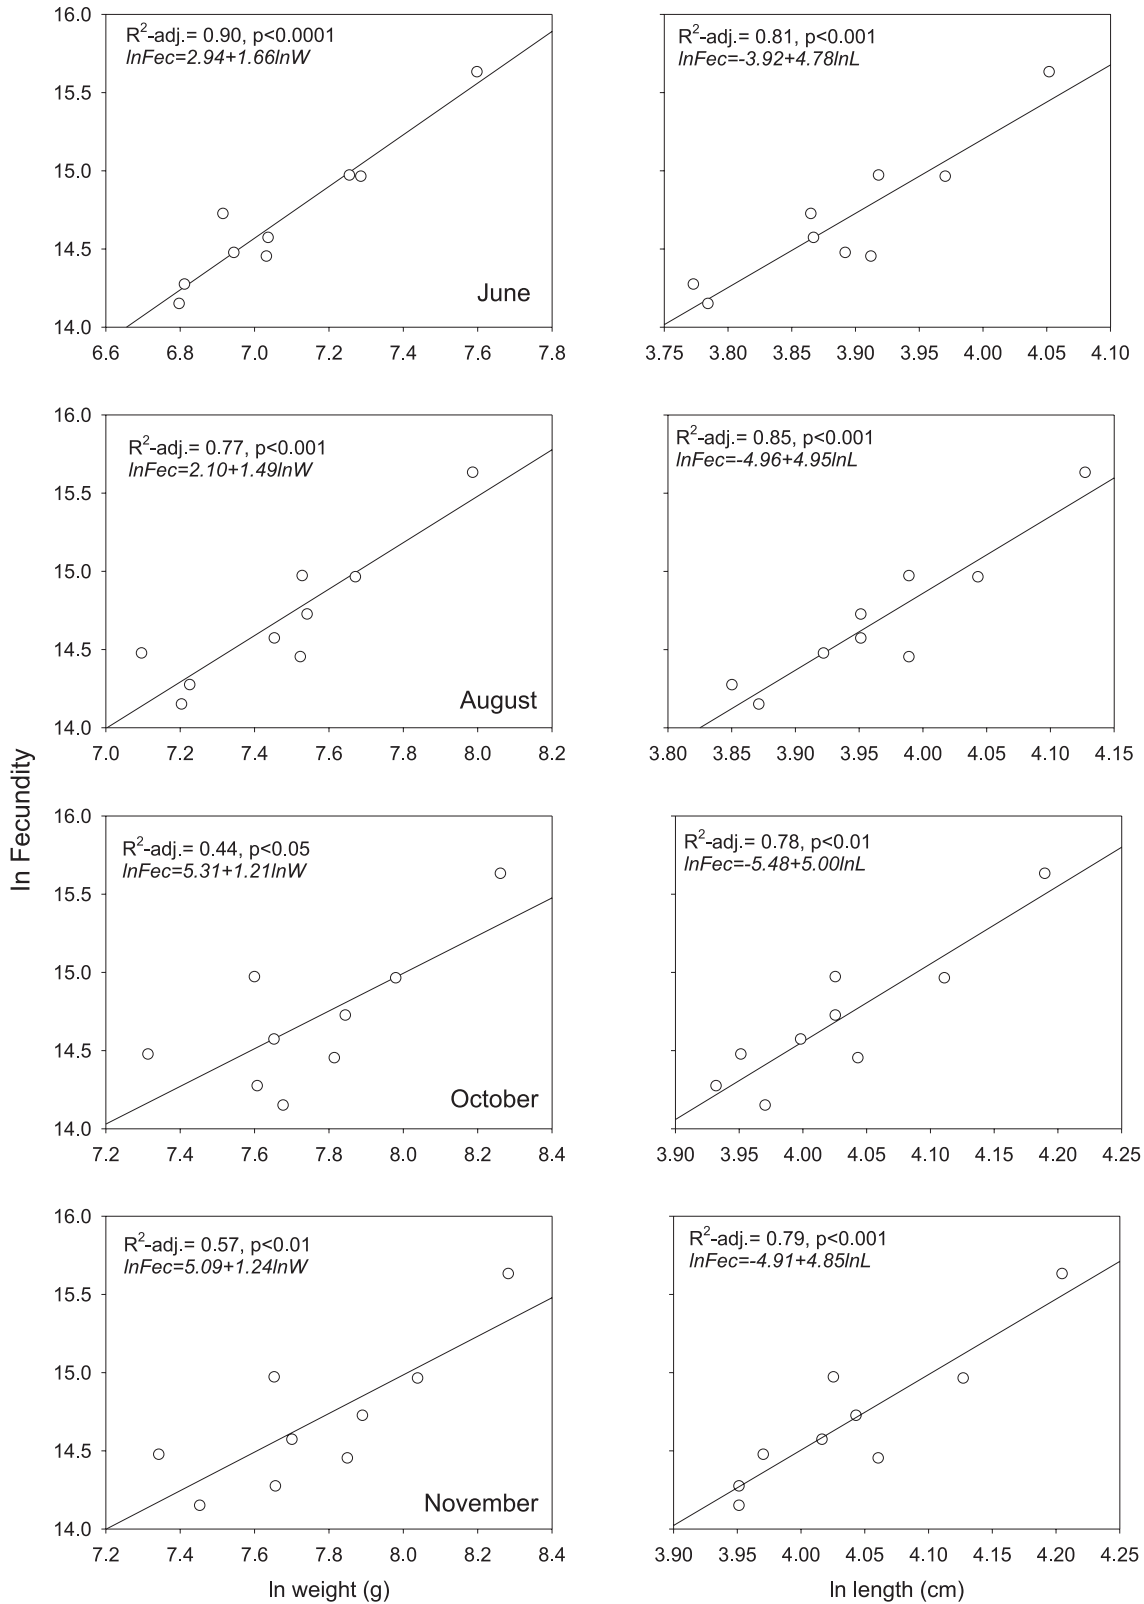 16.0
15.5
15.0
14.5
14.0
R²-adj.= 0.90, p<0.0001
lnFec=2.94+1.66lnW
June
6.6 6.8 7.0 7.2 7.4 7.6 7.8
R²-adj.= 0.81, p<0.001
lnFec=-3.92+4.78lnL
3.75 3.80 3.85 3.90 3.95 4.00 4.05 4.10
16.0
15.5
15.0
14.5
14.0
R²-adj.= 0.77, p<0.001
lnFec=2.10+1.49lnW
August
7.0 7.2 7.4 7.6 7.8 8.0 8.2
R²-adj.= 0.85, p<0.001
lnFec=-4.96+4.95lnL
3.80 3.85 3.90 3.95 4.00 4.05 4.10 4.15
ln Fecundity
16.0
15.5
15.0
14.5
14.0
R²-adj.= 0.44, p<0.05
lnFec=5.31+1.21lnW
October
7.2 7.4 7.6 7.8 8.0 8.2 8.4
R²-adj.= 0.78, p<0.01
lnFec=-5.48+5.00lnL
3.90 3.95 4.00 4.05 4.10 4.15 4.20 4.25
16.0
15.5
15.0
14.5
14.0
R²-adj.= 0.57, p<0.01
lnFec=5.09+1.24lnW
November
7.2 7.4 7.6 7.8 8.0 8.2 8.4
ln weight (g)
R²-adj.= 0.79, p<0.001
lnFec=-4.91+4.85lnL
3.90 3.95 4.00 4.05 4.10 4.15 4.20 4.25
ln length (cm)